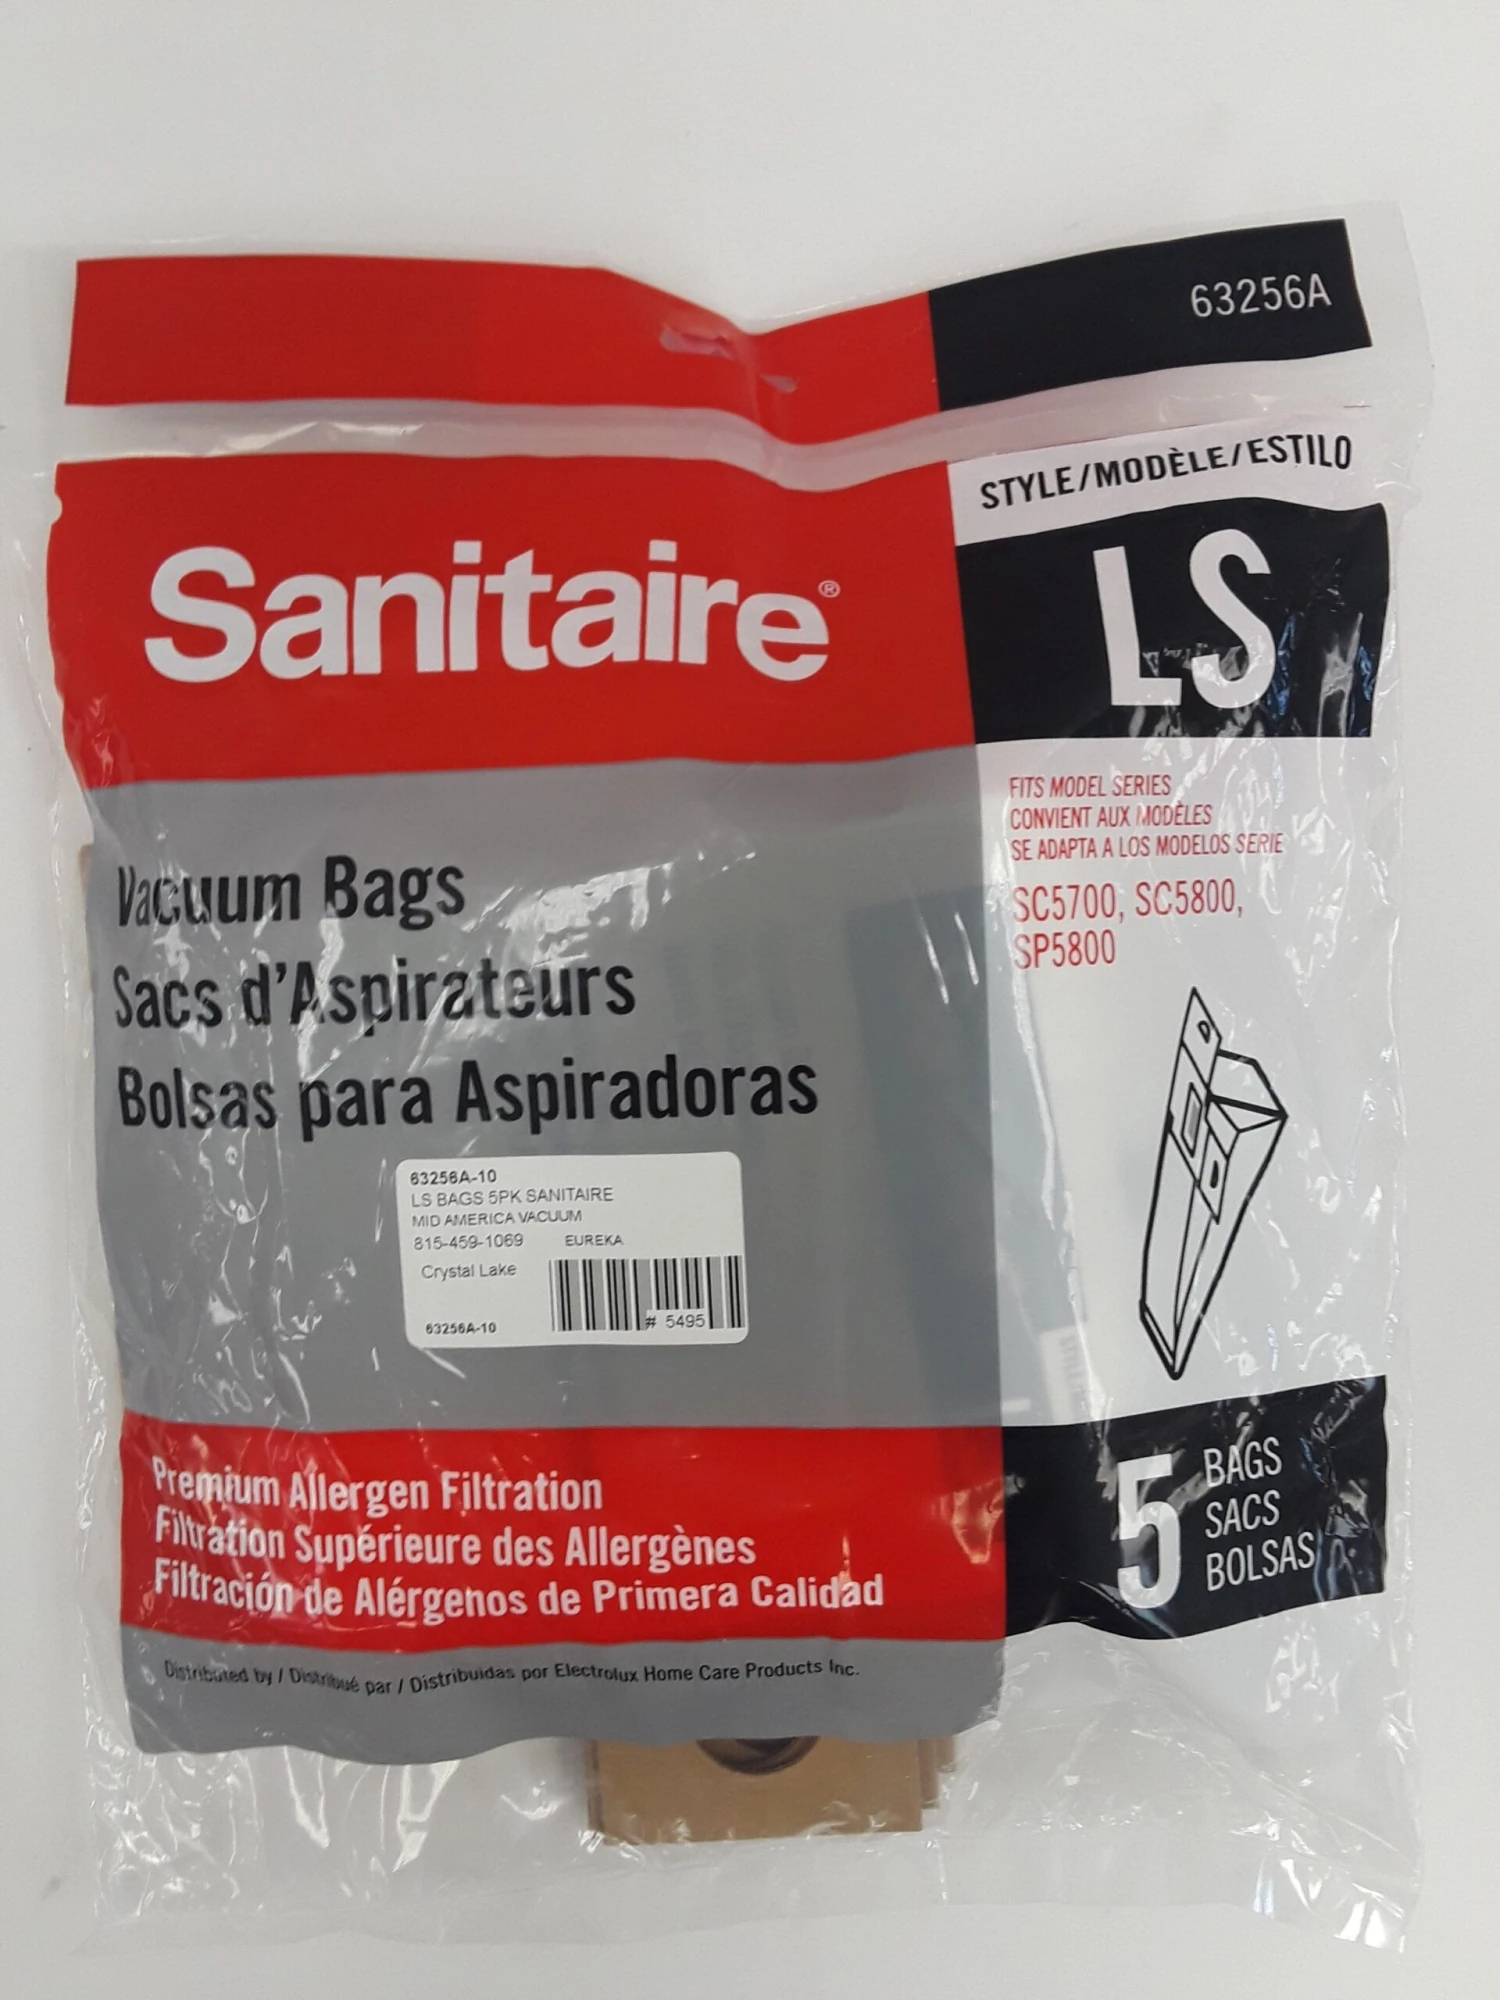 63256A
STYLE/MODÈLE/ESTILO
Sanitaire®
LS
FITS MODEL SERIES
CONVIENT AUX MODÈLES
SE ADAPTA A LOS MODELOS SERIE
SC5700, SC5800,
SP5800
Vacuum Bags
Sacs d'Aspirateurs
Bolsas para Aspiradoras
63256A-10
LS BAGS 5PK SANITAIRE
MID AMERICA VACUUM
815-459-1069 EUREKA
Crystal Lake
# 5495
63256A-10
Premium Allergen Filtration
Filtration Supérieure des Allergènes
Filtración de Alérgenos de Primera Calidad
5 BAGS
SACS
BOLSAS
Distributed by / Distribué par / Distribuidas por Electrolux Home Care Products Inc.